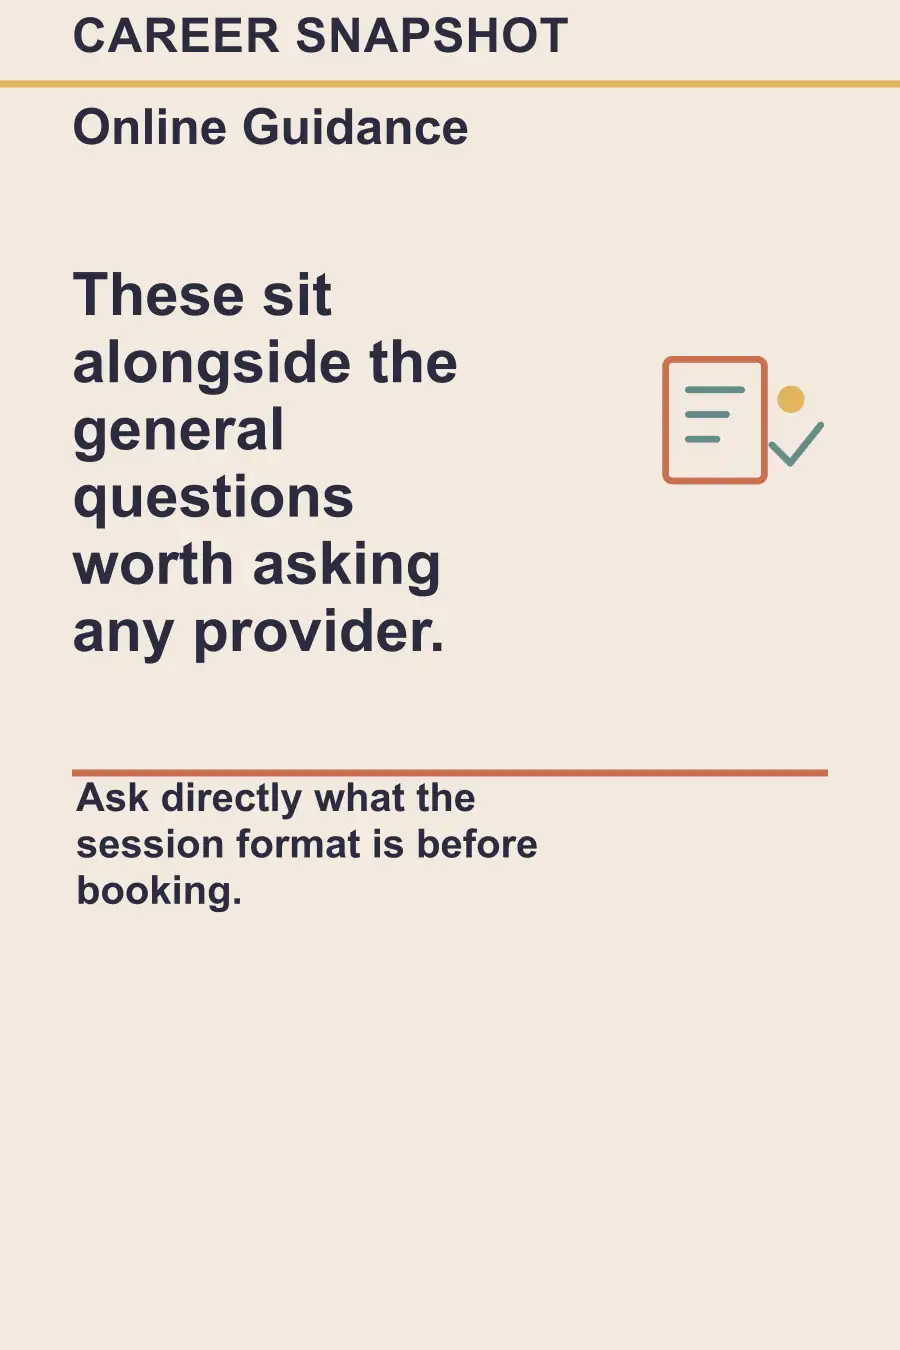 CAREER SNAPSHOT
Online Guidance
These sit
alongside the
general
questions
worth asking
any provider.
Ask directly what the
session format is before
booking.